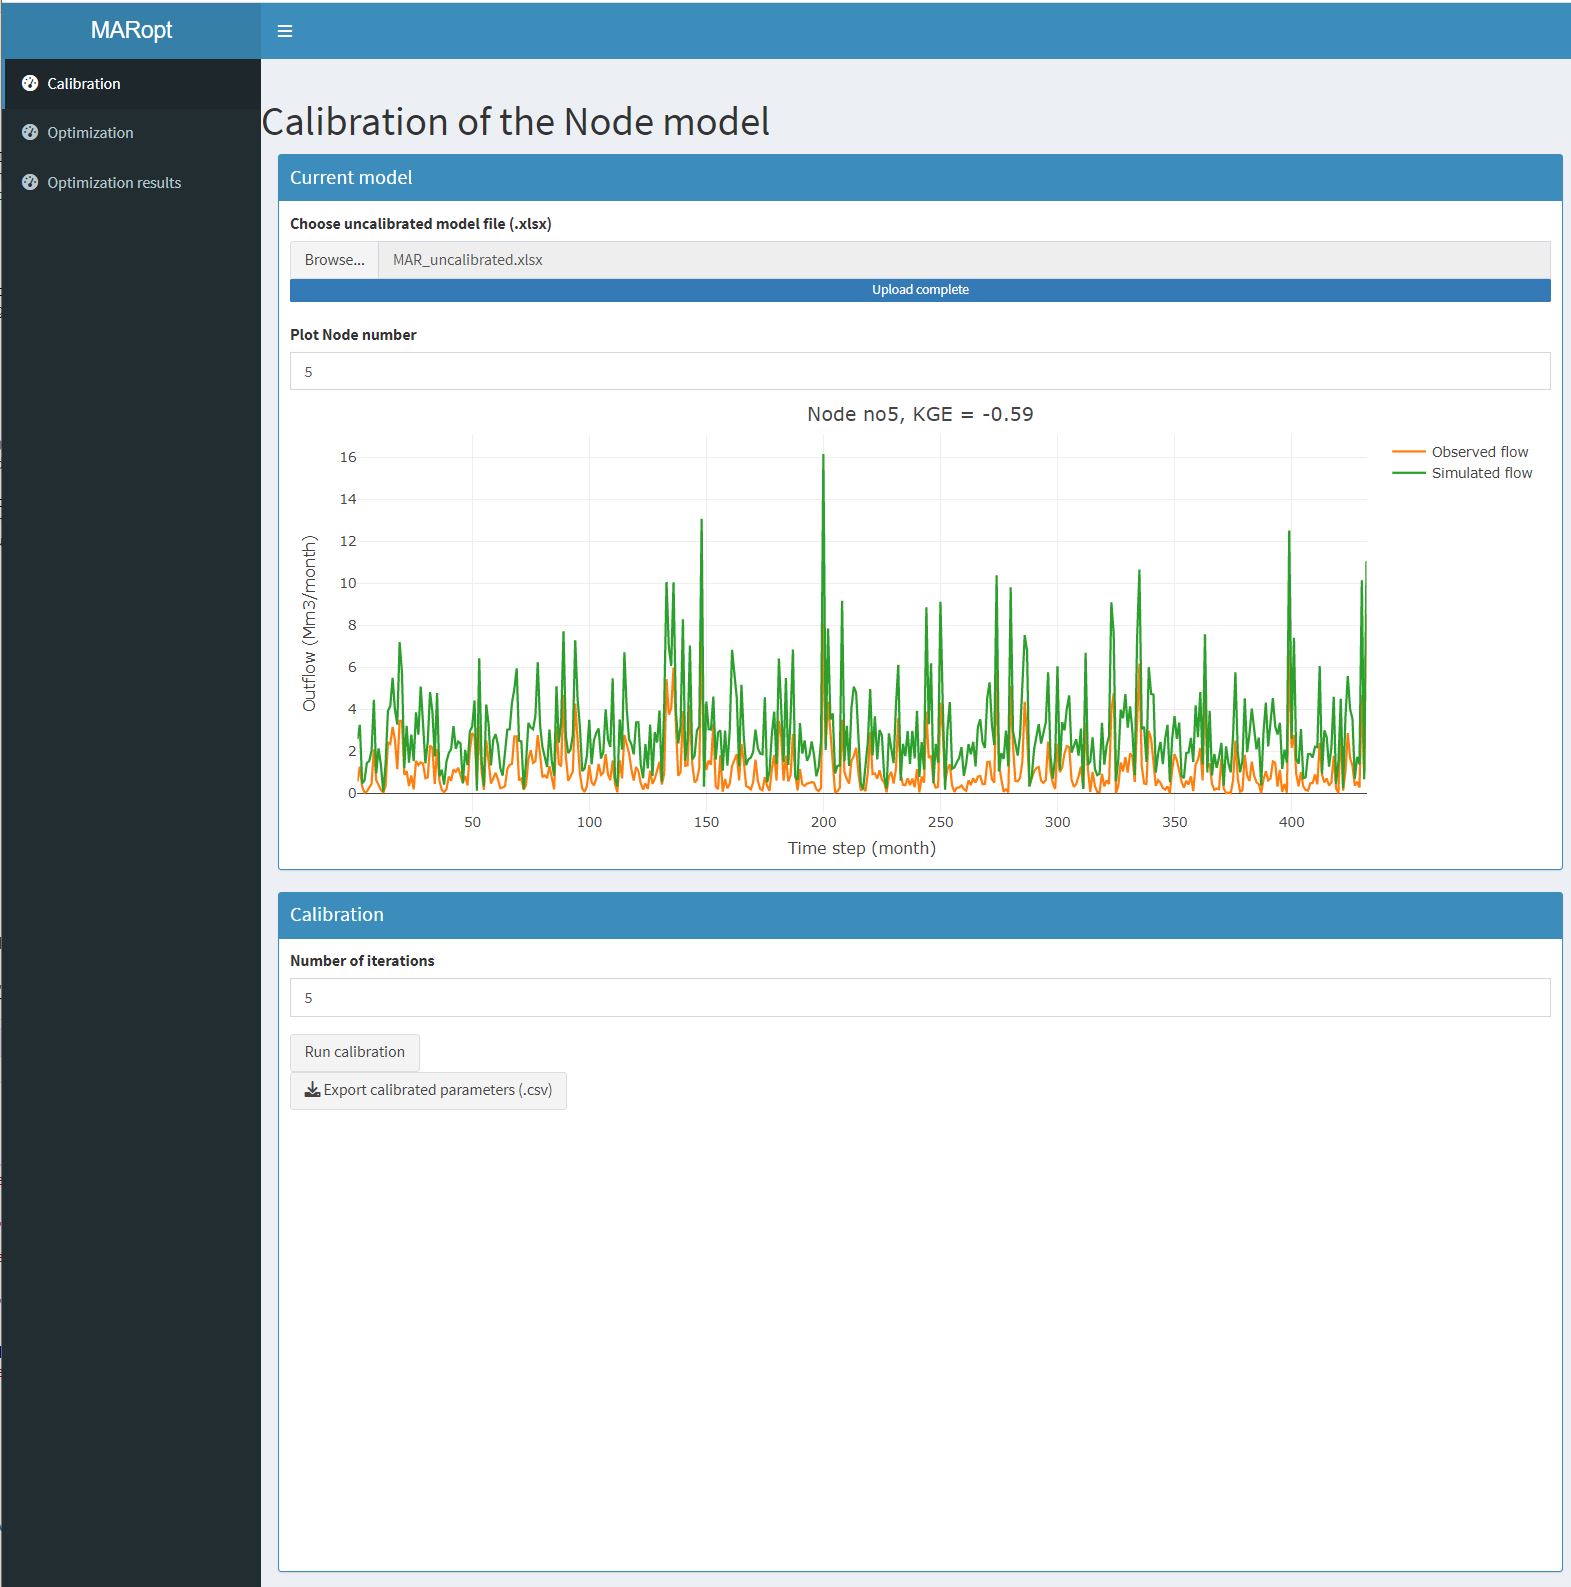 MARopt
Calibration
Optimization
Optimization results
Calibration of the Node model
Current model
Choose uncalibrated model file (.xlsx)
Browse... MAR_uncalibrated.xlsx
Upload complete
Plot Node number
5
Node no5, KGE = -0.59
Observed flow
Simulated flow
Outflow (Mm3/month)
16
14
12
10
8
6
4
2
0
50 100 150 200 250 300 350 400
Time step (month)
Calibration
Number of iterations
5
Run calibration
Export calibrated parameters (.csv)